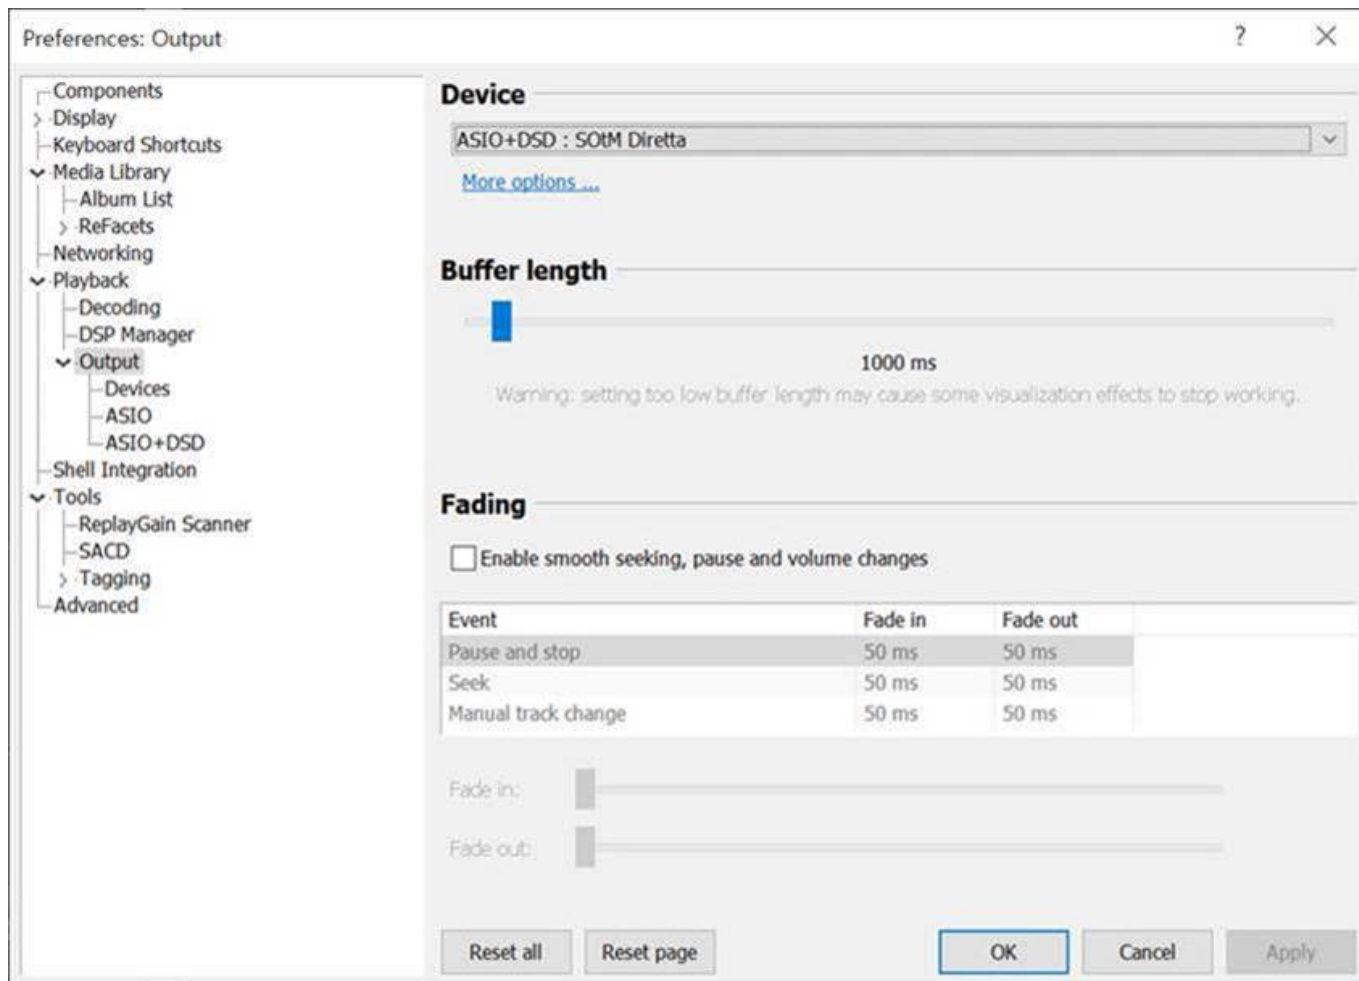 Preferences: Output
?
Components
Display
Keyboard Shortcuts
Media Library
Album List
ReFacets
Networking
Playback
Decoding
DSP Manager
Output
Devices
ASIO
ASIO+DSD
Shell Integration
Tools
ReplayGain Scanner
SACD
Tagging
Advanced
Device
ASIO+DSD : SOtM Diretta
More options ...
Buffer length
1000 ms
Warning: setting too low buffer length may cause some visualization effects to stop working.
Fading
Enable smooth seeking, pause and volume changes
Event Fade in Fade out
Pause and stop 50 ms 50 ms
Seek 50 ms 50 ms
Manual track change 50 ms 50 ms
Fade in:
Fade out:
Reset all Reset page OK Cancel Apply